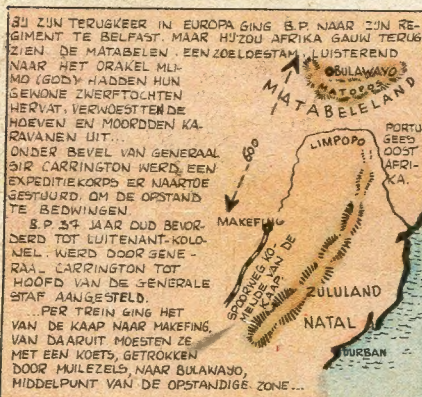 BIJ ZIJN TERUGKEER IN EUROPA GING B.P. NAAR ZIJN RE-
GIMENT TE BELFAST. MAAR HIJ ZOU AFRIKA GAUW TERUG
ZIEN. DE MATABELEN, EEN ZOELOESTAM, LUISTEREND
NAAR HET ORAKEL MLI-
MO (GOD) HADDEN HUN
GEWONE ZWERFTOCHTEN
HERVAT, VERWOESTTEN DE
HOEVEN EN MOORDDEN KA-
RAVANEN UIT...
ONDER BEVEL VAN GENERAAL
SIR CARRINGTON WERD EEN
EXPEDITIEKORPS ER NAARTOE
GESTUURD OM DE OPSTAND
TE BEDWINGEN.
B.P. 37 JAAR OUD BEVOR-
DERD TOT LUITENANT-KOLO-
NEL, WERD DOOR GENE-
RAAL CARRINGTON TOT
HOOFD VAN DE GENERALE
STAF AANGESTELD.
...PER TREIN GING HET
VAN DE KAAP NAAR MAKEFING.
VAN DAARUIT MOESTEN ZE
MET EEN KOETS, GETROKKEN
DOOR MUILEZELS, NAAR BULAWAYO,
MIDDELPUNT VAN DE OPSTANDIGE ZONE...
BULAWAYO
MATOPOS
MATABELELAND
600
LIMPOPO
PORTU
GEES
OOST
AFRI-
KA.
MAKEFING
SPOORWEG KO-
MENDE VAN DE
KAAP.
ZULULAND
NATAL
DURBAN